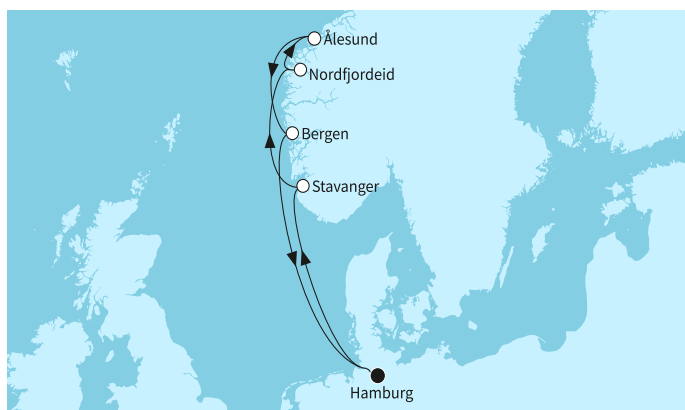 Ålesund
Nordfjordeid
Bergen
Stavanger
Hamburg